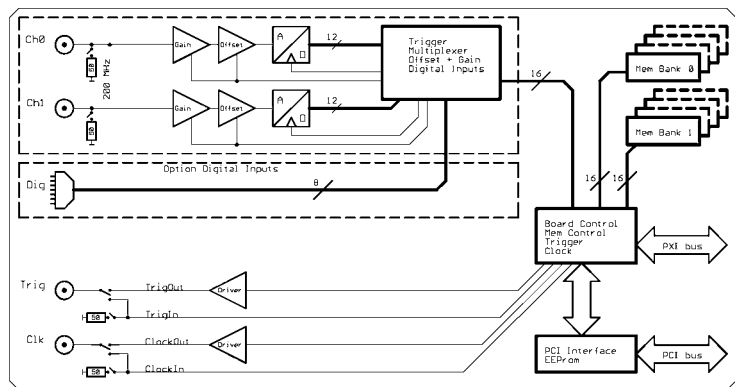 Ch0
50
200 MHz
Gain
Offset
A
D
12
Trigger
Multiplexer
Offset + Gain
Digital Inputs
16
Mem Bank 0
Ch1
50
Gain
Offset
A
D
12
Mem Bank 1
Option Digital Inputs
Dig
8
16
16
Board Control
Mem Control
Trigger
Clock
PXI bus
Trig
TrigOut
Driver
50
TrigIn
Clk
ClockOut
Driver
50
ClockIn
PCI Interface
EEProm
PCI bus